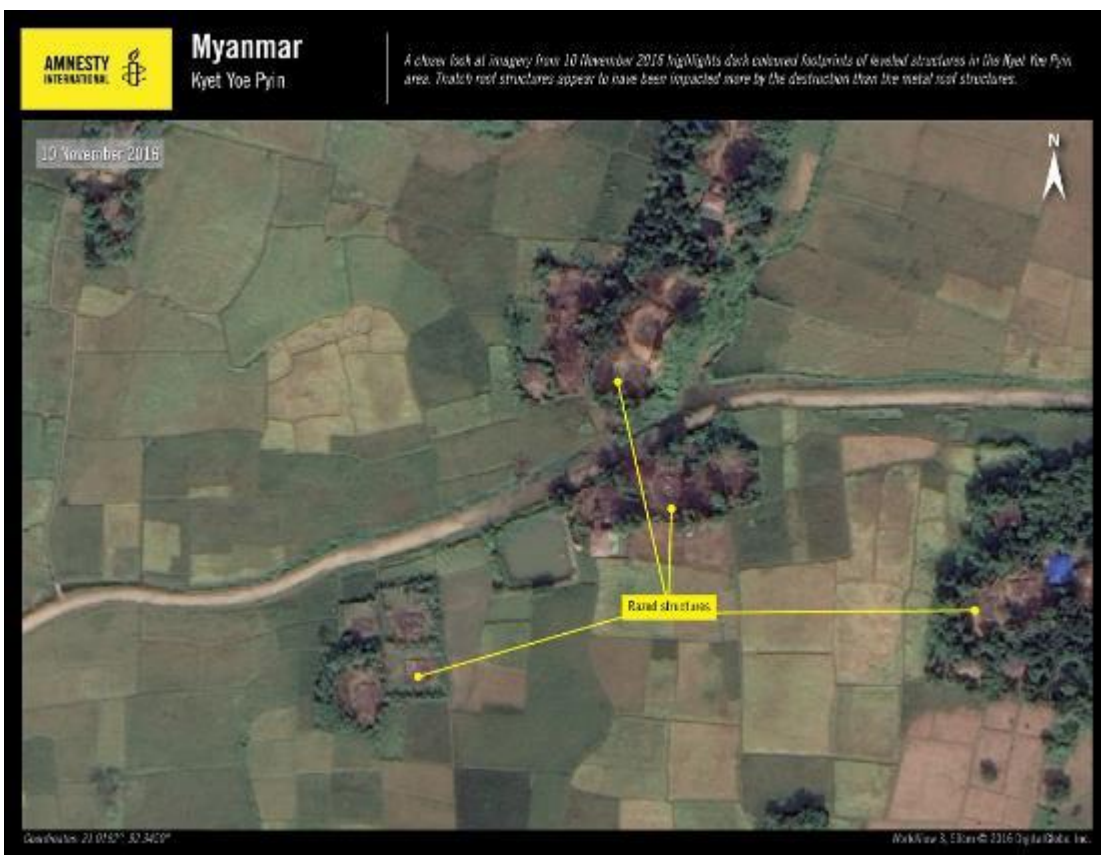 AMNESTY
INTERNATIONAL
Myanmar
Kyet Yoe Pyin
A closer look at imagery from 10 November 2016 highlights dark coloured footprints of leveled structures in the Kyet Yoe Pyin
area. Thatch roof structures appear to have been impacted more by the destruction than the metal roof structures.
10 November 2016
N
Razed structures
Coordinates:
WorldView 3, © 2016 DigitalGlobe, Inc.